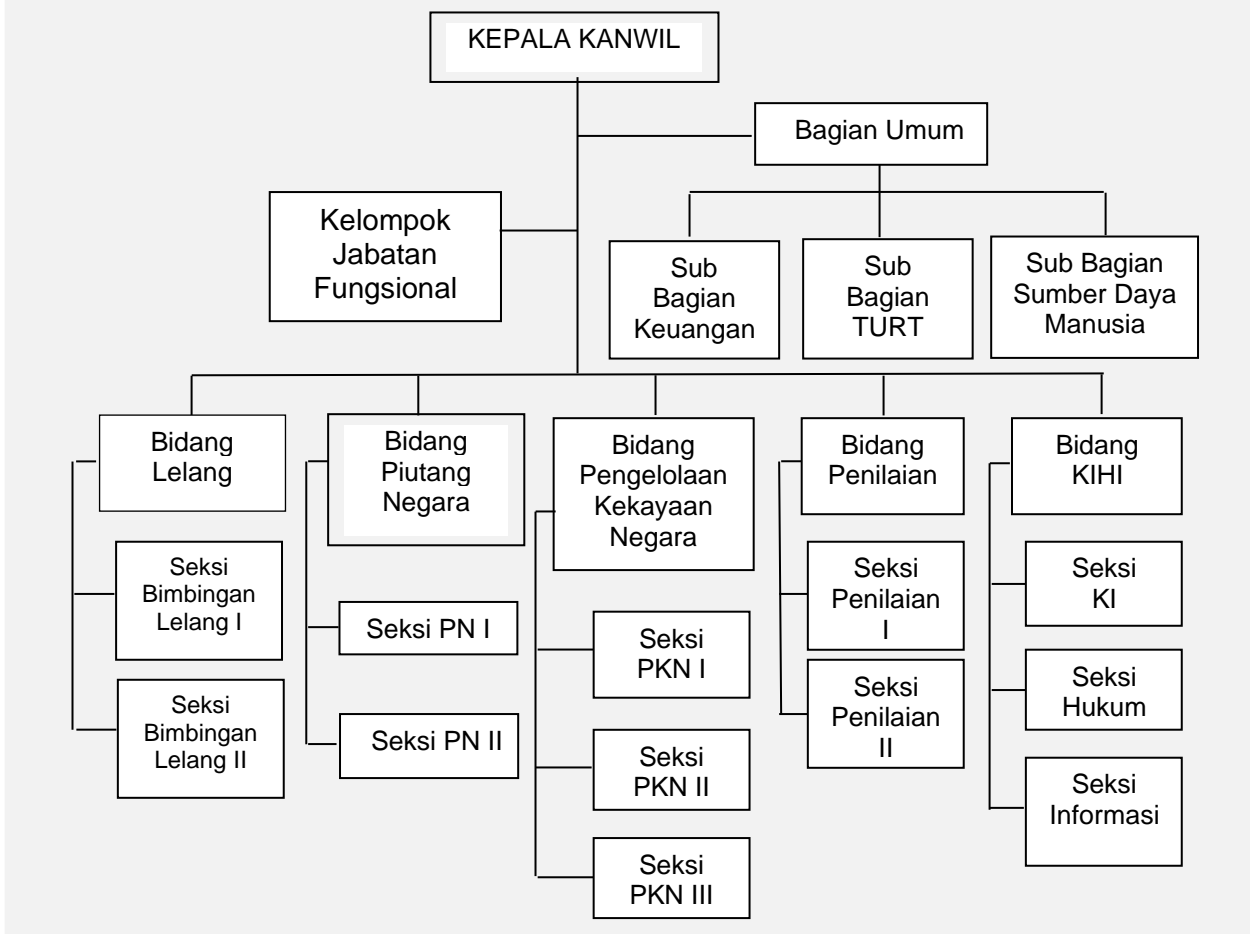 KEPALA KANWIL
Bagian Umum
Kelompok
Jabatan
Fungsional
Sub
Bagian
Keuangan
Sub
Bagian
TURT
Sub Bagian
Sumber Daya
Manusia
Bidang
Lelang
Bidang
Piutang
Negara
Bidang
Pengelolaan
Kekayaan
Negara
Bidang
Penilaian
Bidang
KIHI
Seksi
Bimbingan
Lelang I
Seksi
Bimbingan
Lelang II
Seksi PN I
Seksi PN II
Seksi
PKN I
Seksi
PKN II
Seksi
PKN III
Seksi
Penilaian
I
Seksi
Penilaian
II
Seksi
KI
Seksi
Hukum
Seksi
Informasi